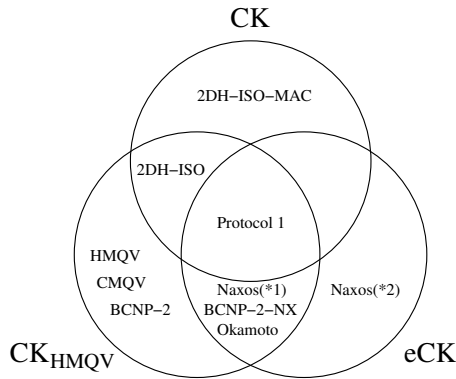 CK
2DH−ISO−MAC
2DH−ISO
Protocol 1
HMQV
CMQV
BCNP−2
Naxos(*1)
BCNP−2−NX
Okamoto
Naxos(*2)
CKHMQV
eCK